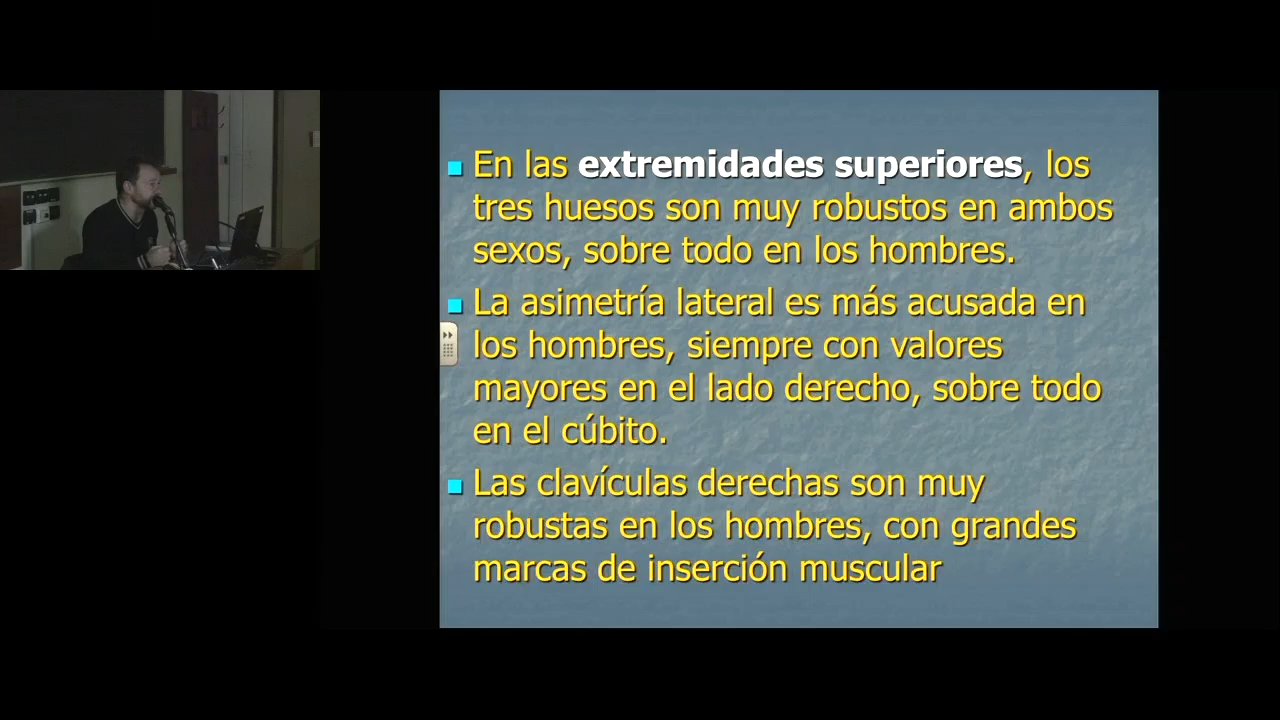 En las extremidades superiores, los
tres huesos son muy robustos en ambos
sexos, sobre todo en los hombres.
La asimetría lateral es más acusada en
los hombres, siempre con valores
mayores en el lado derecho, sobre todo
en el cúbito.
Las clavículas derechas son muy
robustas en los hombres, con grandes
marcas de inserción muscular